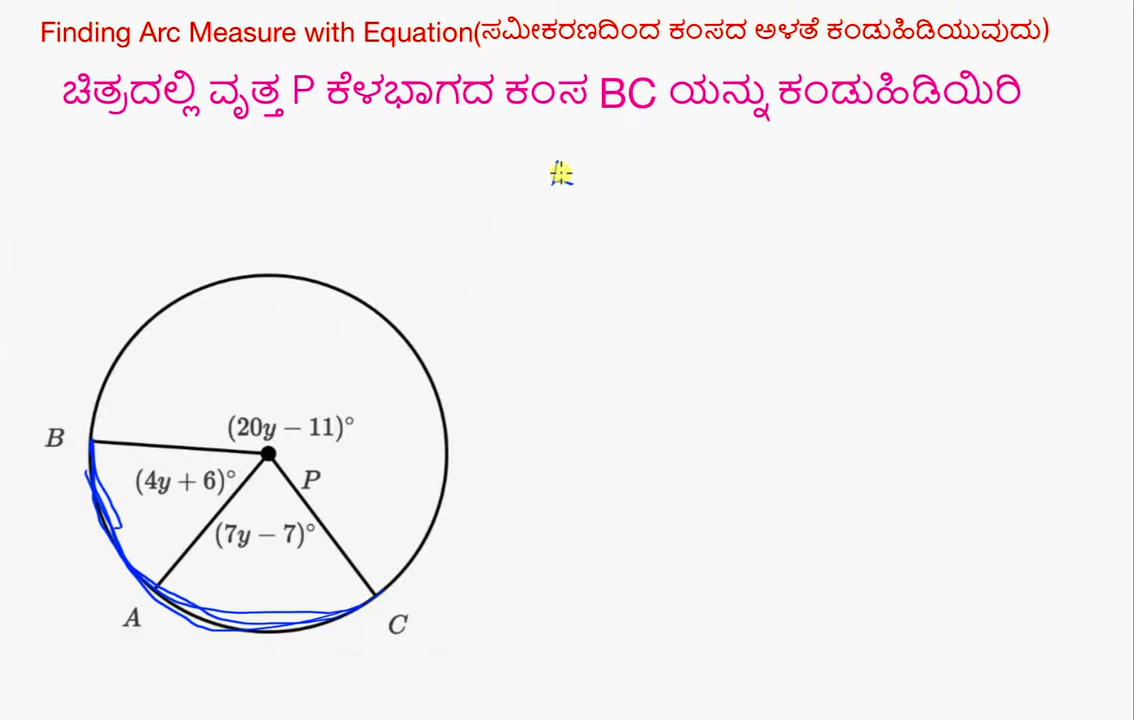 Finding Arc Measure with Equation(ಸಮೀಕರಣದಿಂದ ಕಂಸದ ಅಳತೆ ಕಂಡುಹಿಡಿಯುವುದು)
ಚಿತ್ರದಲ್ಲಿ ವೃತ್ತ P ಕೆಳಭಾಗದ ಕಂಸ BC ಯನ್ನು ಕಂಡುಹಿಡಿಯಿರಿ
(20y − 11)°
B
(4y + 6)°
P
(7y − 7)°
A
C